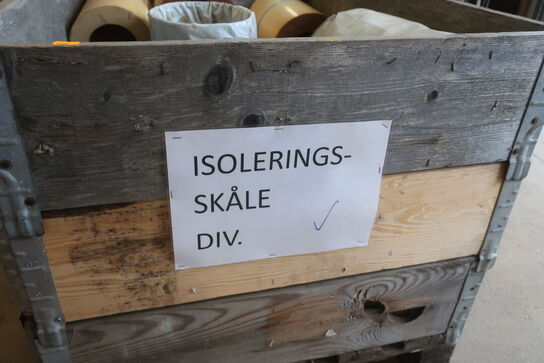 ISOLERINGS-
SKÅLE
DIV.